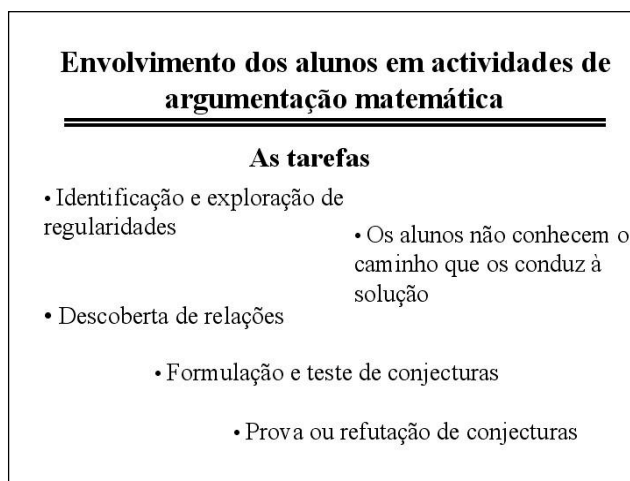 Envolvimento dos alunos em actividades de
argumentação matemática
As tarefas
• Identificação e exploração de
regularidades
• Os alunos não conhecem o
caminho que os conduz à
solução
• Descoberta de relações
• Formulação e teste de conjecturas
• Prova ou refutação de conjecturas